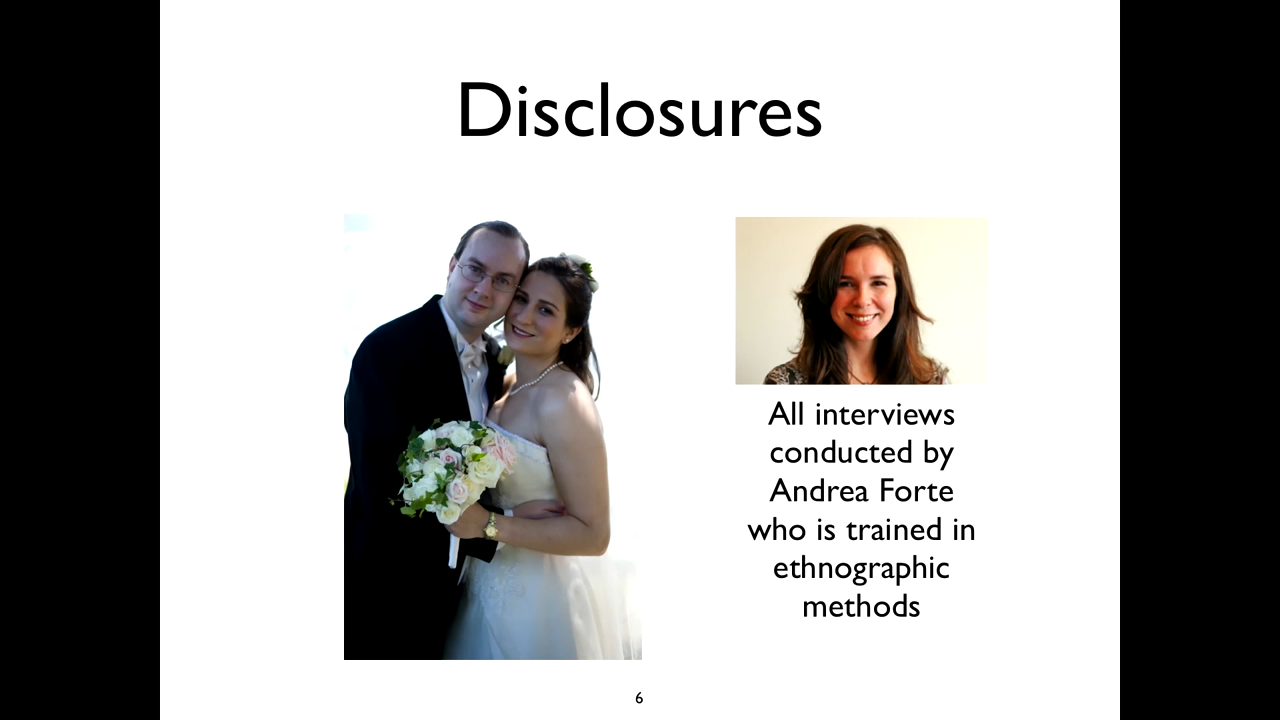 Disclosures
All interviews
conducted by
Andrea Forte
who is trained in
ethnographic
methods
6